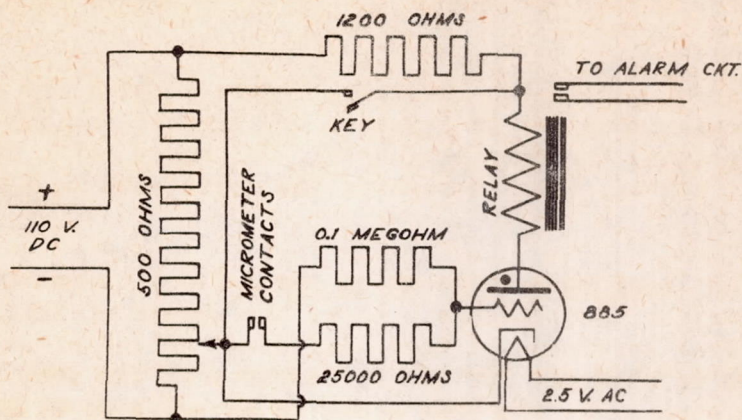 1200 OHMS
TO ALARM CKT.
KEY
RELAY
+
110 V.
DC
-
500 OHMS
MICROMETER
CONTACTS
0.1 MEGOHM
885
25000 OHMS
2.5 V. AC